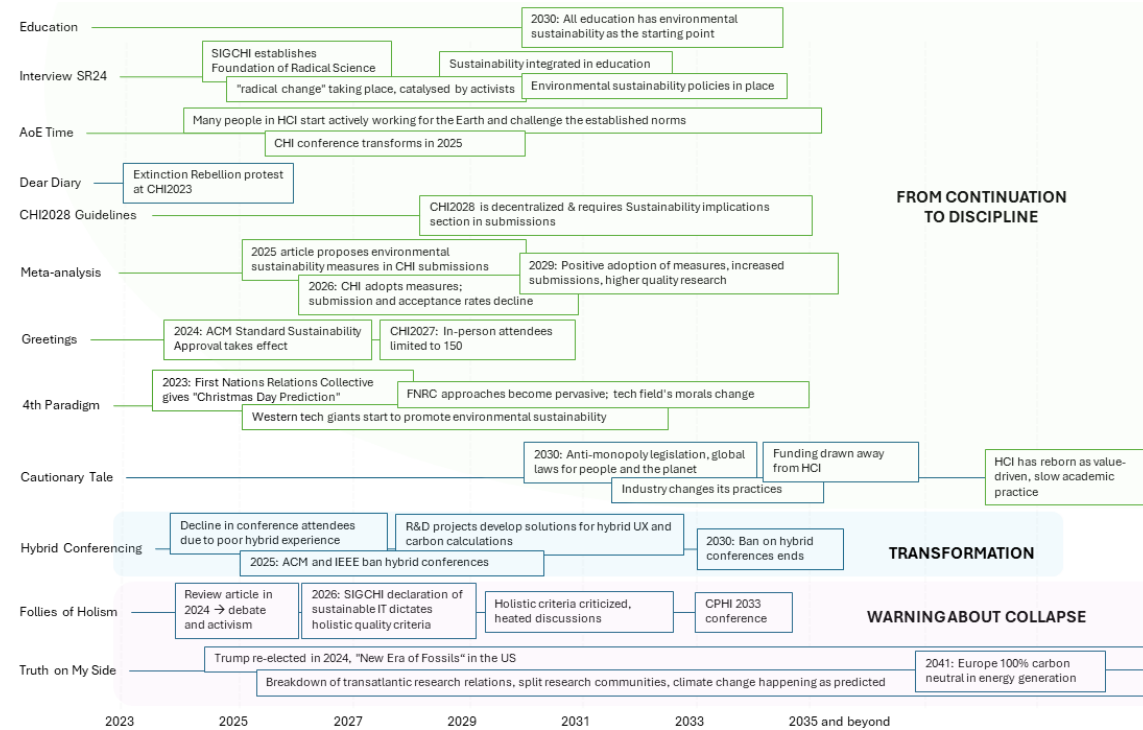 Education
2030: All education has environmental
sustainability as the starting point
Interview SR24
SIGCHI establishes
Foundation of Radical Science
"radical change" taking place, catalysed by activists
Sustainability integrated in education
Environmental sustainability policies in place
AoE Time
Many people in HCI start actively working for the Earth and challenge the established norms
CHI conference transforms in 2025
Dear Diary
Extinction Rebellion protest
at CHI2023
FROM CONTINUATION
TO DISCIPLINE
CHI2028 Guidelines
CHI2028 is decentralized & requires Sustainability implications
section in submissions
Meta-analysis
2025 article proposes environmental
sustainability measures in CHI submissions
2026: CHI adopts measures;
submission and acceptance rates decline
2029: Positive adoption of measures, increased
submissions, higher quality research
Greetings
2024: ACM Standard Sustainability
Approval takes effect
CHI2027: In-person attendees
limited to 150
4th Paradigm
2023: First Nations Relations Collective
gives "Christmas Day Prediction"
FNRC approaches become pervasive; tech field's morals change
Western tech giants start to promote environmental sustainability
Cautionary Tale
2030: Anti-monopoly legislation, global
laws for people and the planet
Industry changes its practices
Funding drawn away
from HCI
HCI has reborn as value-
driven, slow academic
practice
Hybrid Conferencing
Decline in conference attendees
due to poor hybrid experience
2025: ACM and IEEE ban hybrid conferences
R&D projects develop solutions for hybrid UX and
carbon calculations
2030: Ban on hybrid
conferences ends
TRANSFORMATION
Follies of Holism
Review article in
2024 → debate
and activism
2026: SIGCHI declaration of
sustainable IT dictates
holistic quality criteria
Holistic criteria criticized,
heated discussions
CPHI 2033
conference
WARNING ABOUT COLLAPSE
Truth on My Side
Trump re-elected in 2024, "New Era of Fossils“ in the US
Breakdown of transatlantic research relations, split research communities, climate change happening as predicted
2041: Europe 100% carbon
neutral in energy generation
2023 2025 2027 2029 2031 2033 2035 and beyond